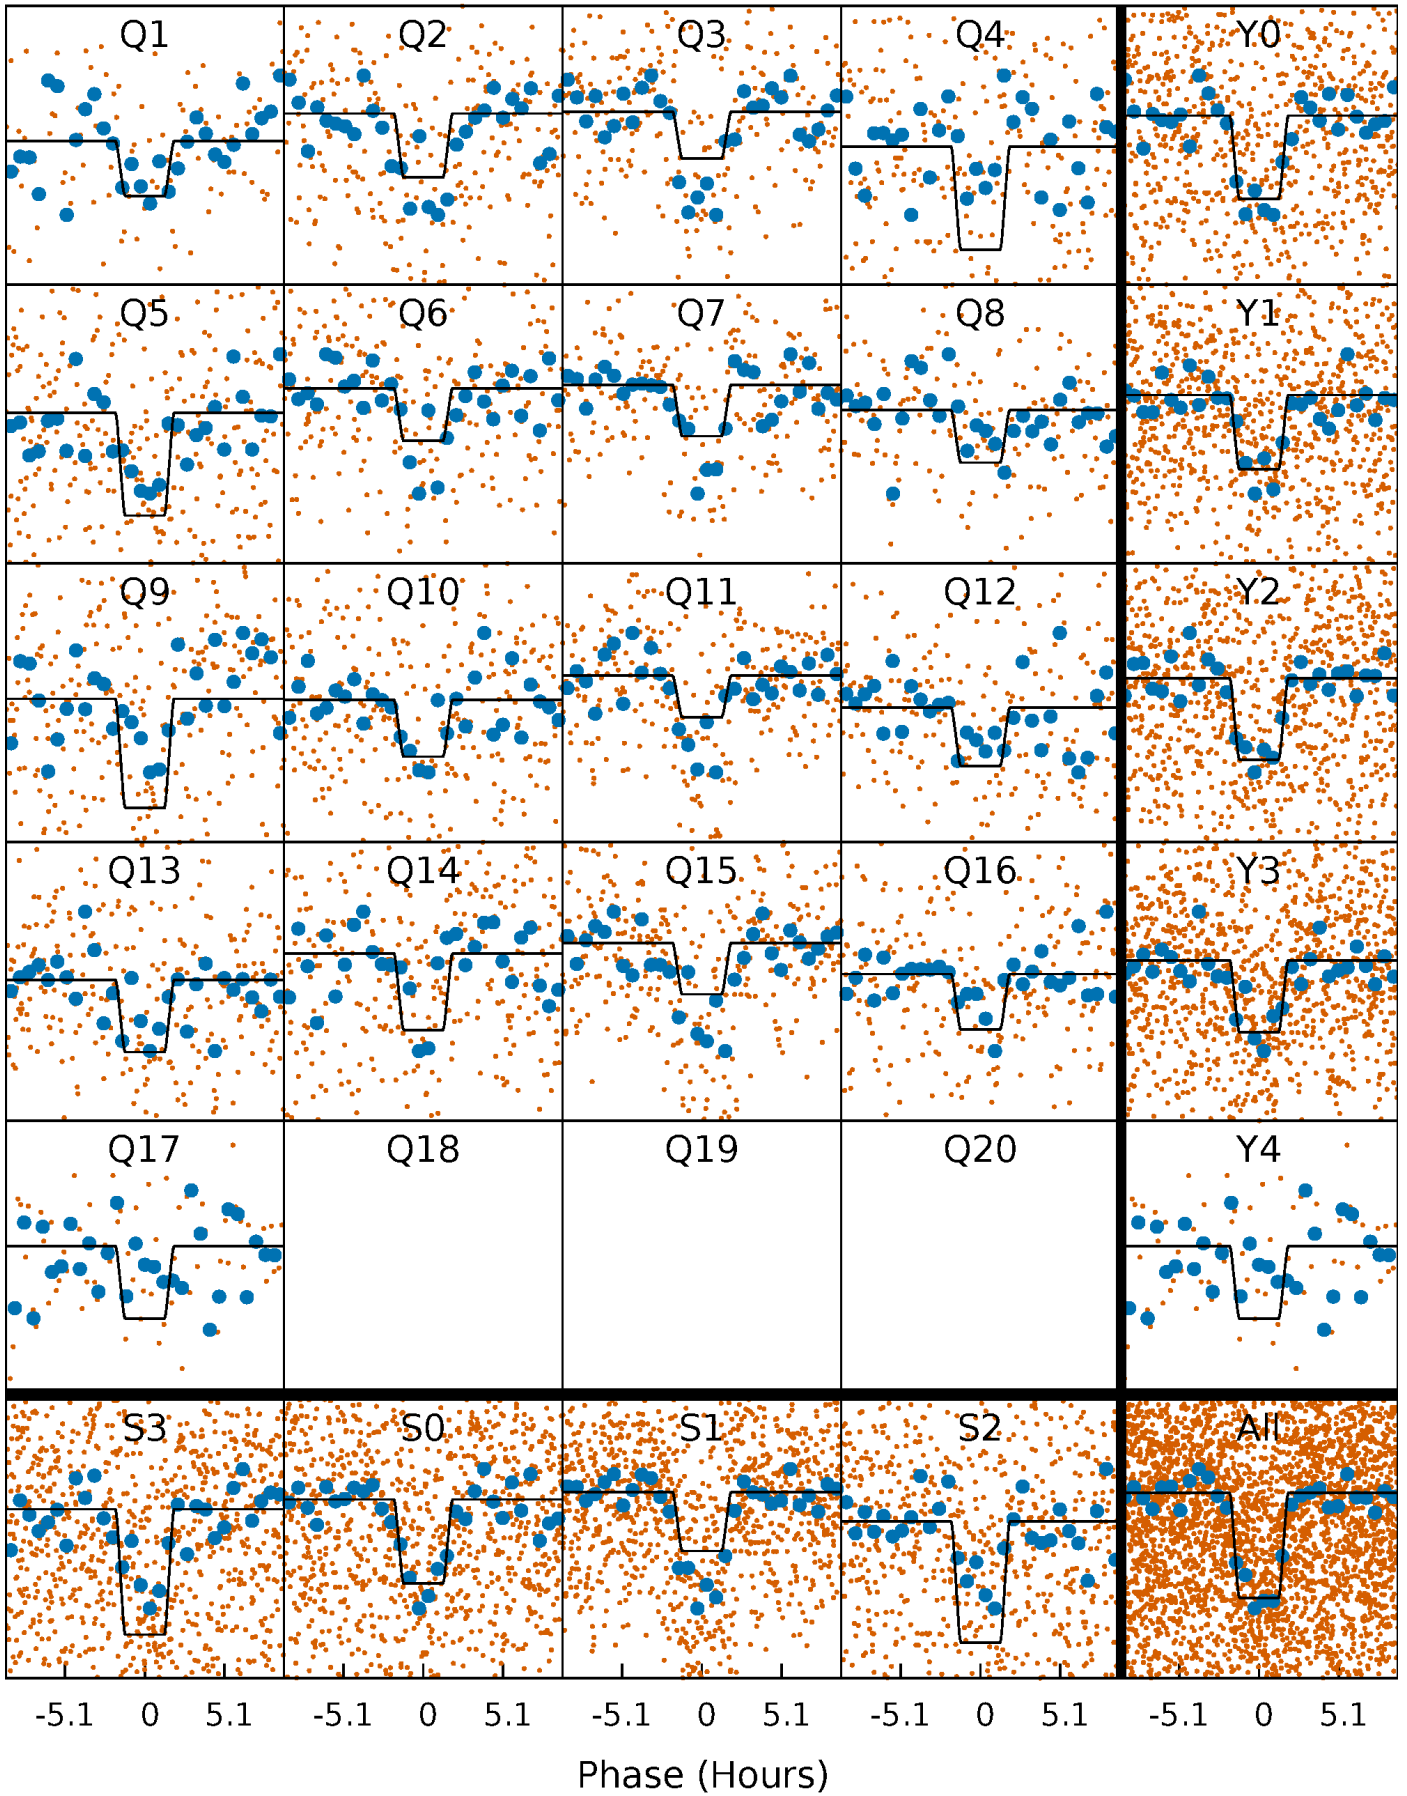 Q1 Q2 Q3 Q4 Y0
Q5 Q6 Q7 Q8 Y1
Q9 Q10 Q11 Q12 Y2
Q13 Q14 Q15 Q16 Y3
Q17 Q18 Q19 Q20 Y4
S3 S0 S1 S2 All
-5.1 0 5.1 -5.1 0 5.1 -5.1 0 5.1 -5.1 0 5.1 -5.1 0 5.1
Phase (Hours)